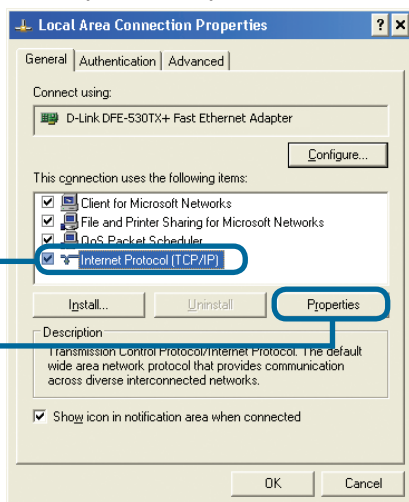 Local Area Connection Properties
General Authentication Advanced
Connect using:
D-Link DFE-530TX+ Fast Ethernet Adapter
Configure...
This connection uses the following items:
Client for Microsoft Networks
File and Printer Sharing for Microsoft Networks
QoS Packet Scheduler
Internet Protocol (TCP/IP)
Install... Uninstall Properties
Description
Transmission Control Protocol/Internet Protocol. The default
wide area network protocol that provides communication
across diverse interconnected networks.
Show icon in notification area when connected
OK Cancel